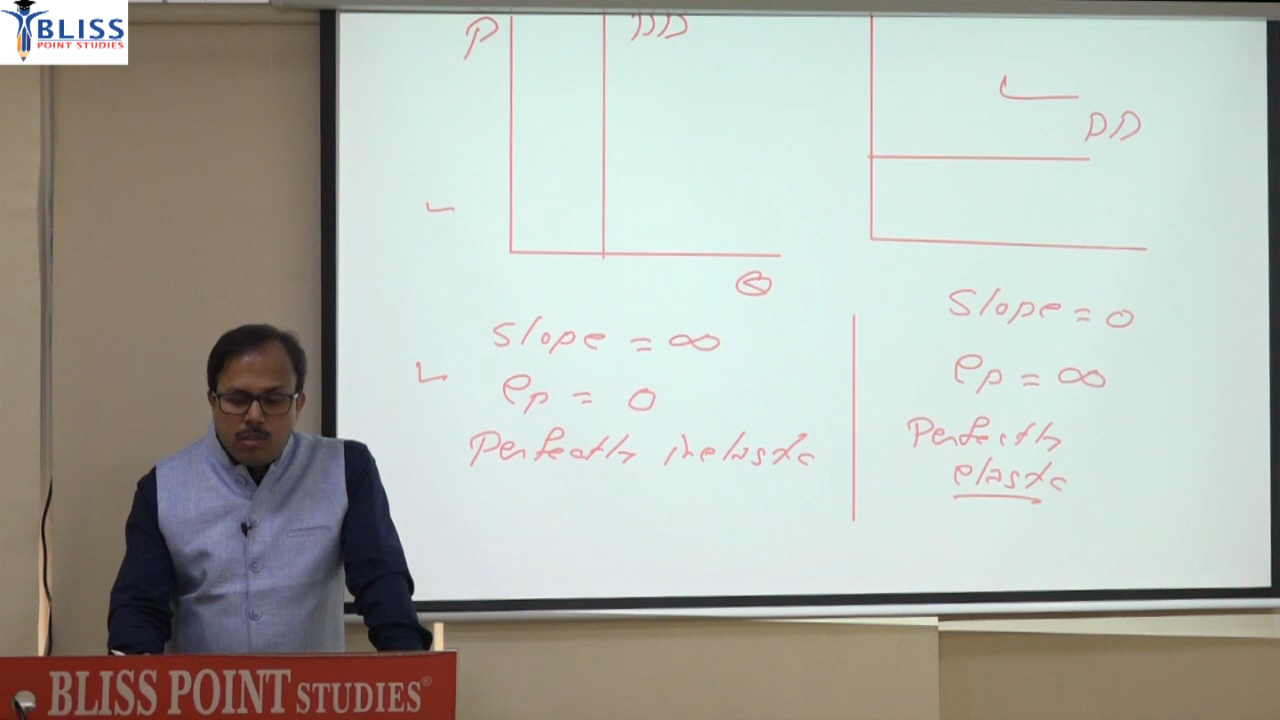 BLISS
POINT STUDIES
P
DD
DD
Q
Slope = ∞
ep = 0
Perfectly inelastic
Slope = 0
ep = ∞
Perfectly
elastic
BLISS POINT STUDIES®